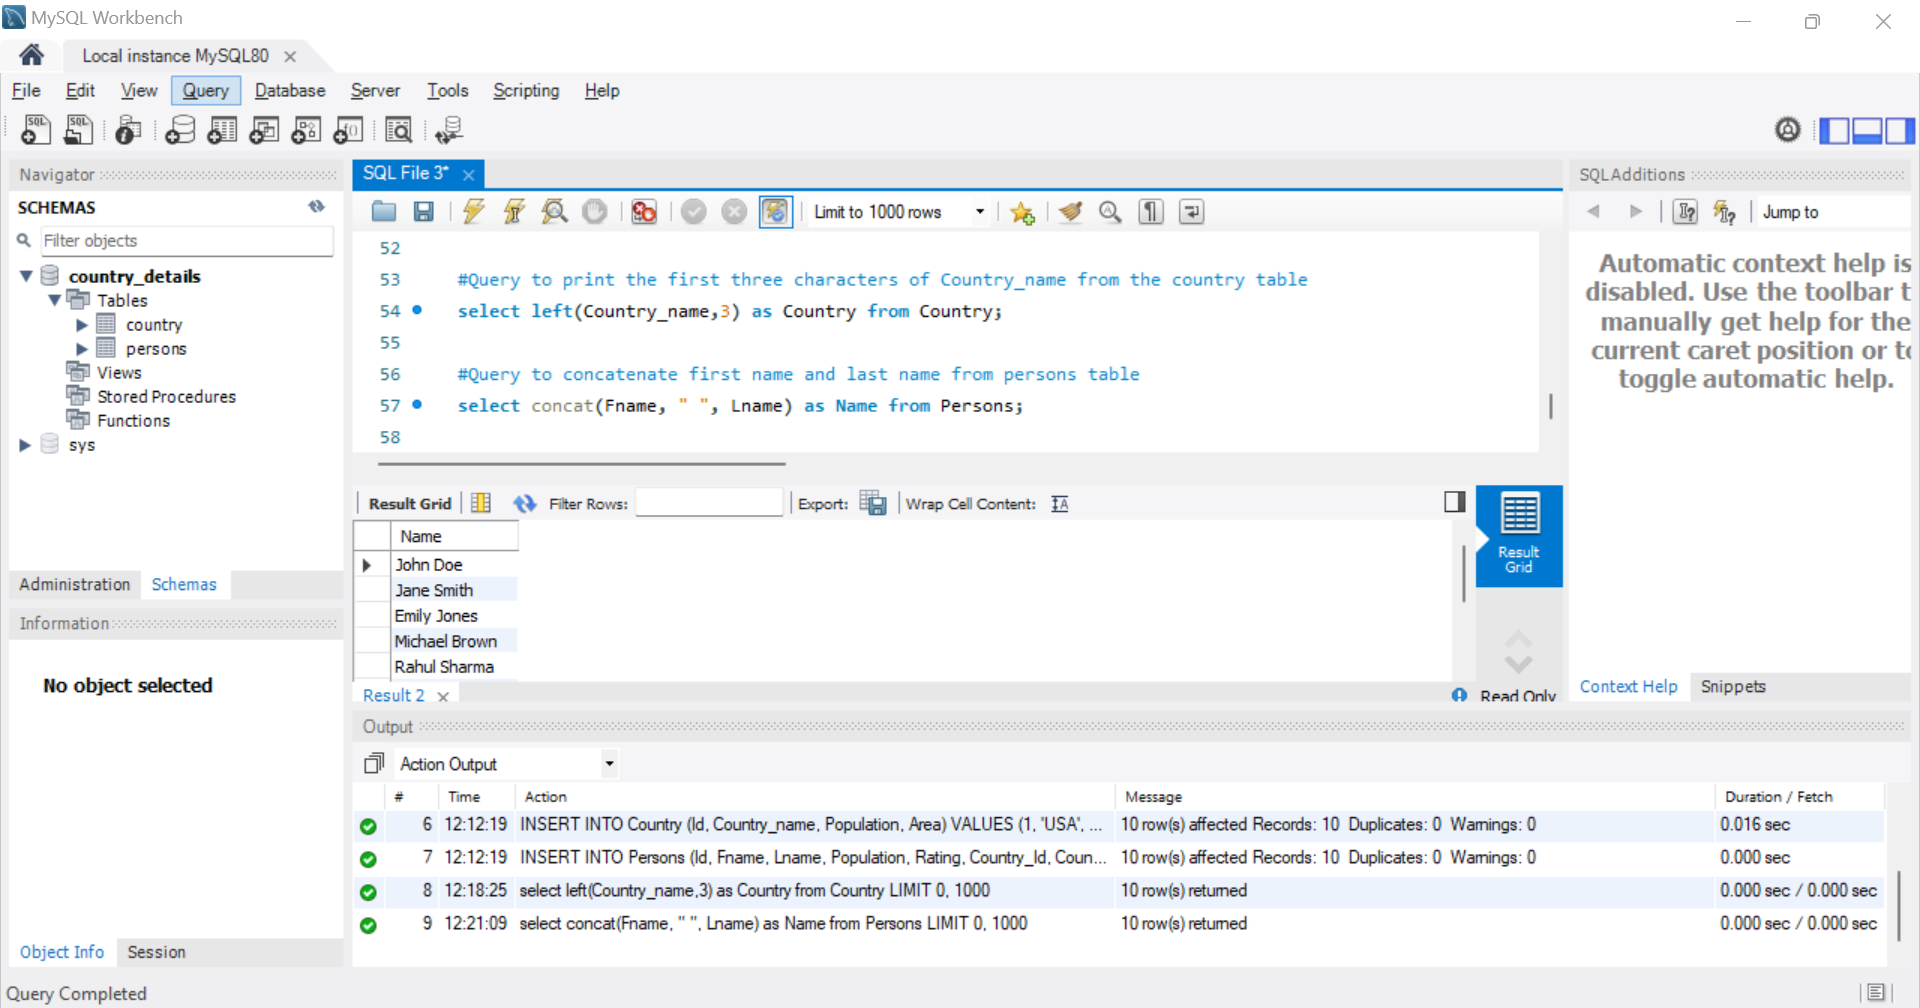 MySQL Workbench
Local instance MySQL80
File Edit View Query Database Server Tools Scripting Help
Navigator
SCHEMAS
Filter objects
country_details
Tables
country
persons
Views
Stored Procedures
Functions
sys
Administration Schemas
Information
No object selected
Object Info Session
SQL File 3*
Limit to 1000 rows
52
53 #Query to print the first three characters of Country_name from the country table
54 select left(Country_name,3) as Country from Country;
55
56 #Query to concatenate first name and last name from persons table
57 select concat(Fname, " ", Lname) as Name from Persons;
58
Result Grid Filter Rows: Export: Wrap Cell Content:
Name
John Doe
Jane Smith
Emily Jones
Michael Brown
Rahul Sharma
Result Grid
Result 2
Read Only
SQLAdditions
Jump to
Automatic context help is
disabled. Use the toolbar t
manually get help for the
current caret position or to
toggle automatic help.
Context Help Snippets
Output
Action Output
# Time Action Message Duration / Fetch
6 12:12:19 INSERT INTO Country (Id, Country_name, Population, Area) VALUES (1, 'USA', ... 10 row(s) affected Records: 10 Duplicates: 0 Warnings: 0 0.016 sec
7 12:12:19 INSERT INTO Persons (Id, Fname, Lname, Population, Rating, Country_Id, Coun... 10 row(s) affected Records: 10 Duplicates: 0 Warnings: 0 0.000 sec
8 12:18:25 select left(Country_name,3) as Country from Country LIMIT 0, 1000 10 row(s) returned 0.000 sec / 0.000 sec
9 12:21:09 select concat(Fname, " ", Lname) as Name from Persons LIMIT 0, 1000 10 row(s) returned 0.000 sec / 0.000 sec
Query Completed